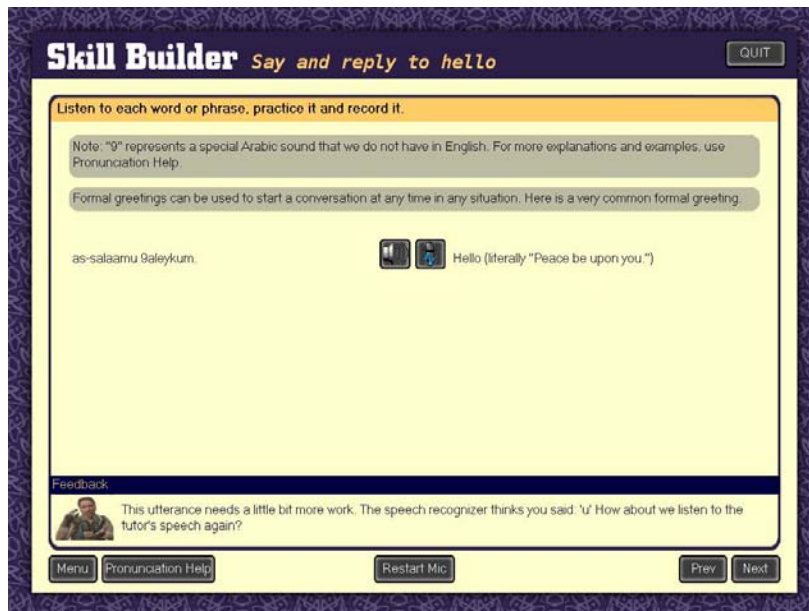 Skill Builder Say and reply to hello
QUIT
Listen to each word or phrase, practice it and record it.
Note: "9" represents a special Arabic sound that we do not have in English. For more explanations and examples, use
Pronunciation Help.
Formal greetings can be used to start a conversation at any time in any situation. Here is a very common formal greeting.
as-salaamu 9aleykum.
Hello (literally "Peace be upon you.")
Feedback
This utterance needs a little bit more work. The speech recognizer thinks you said: 'u' How about we listen to the
tutor's speech again?
Menu
Pronunciation Help
Restart Mic
Prev
Next